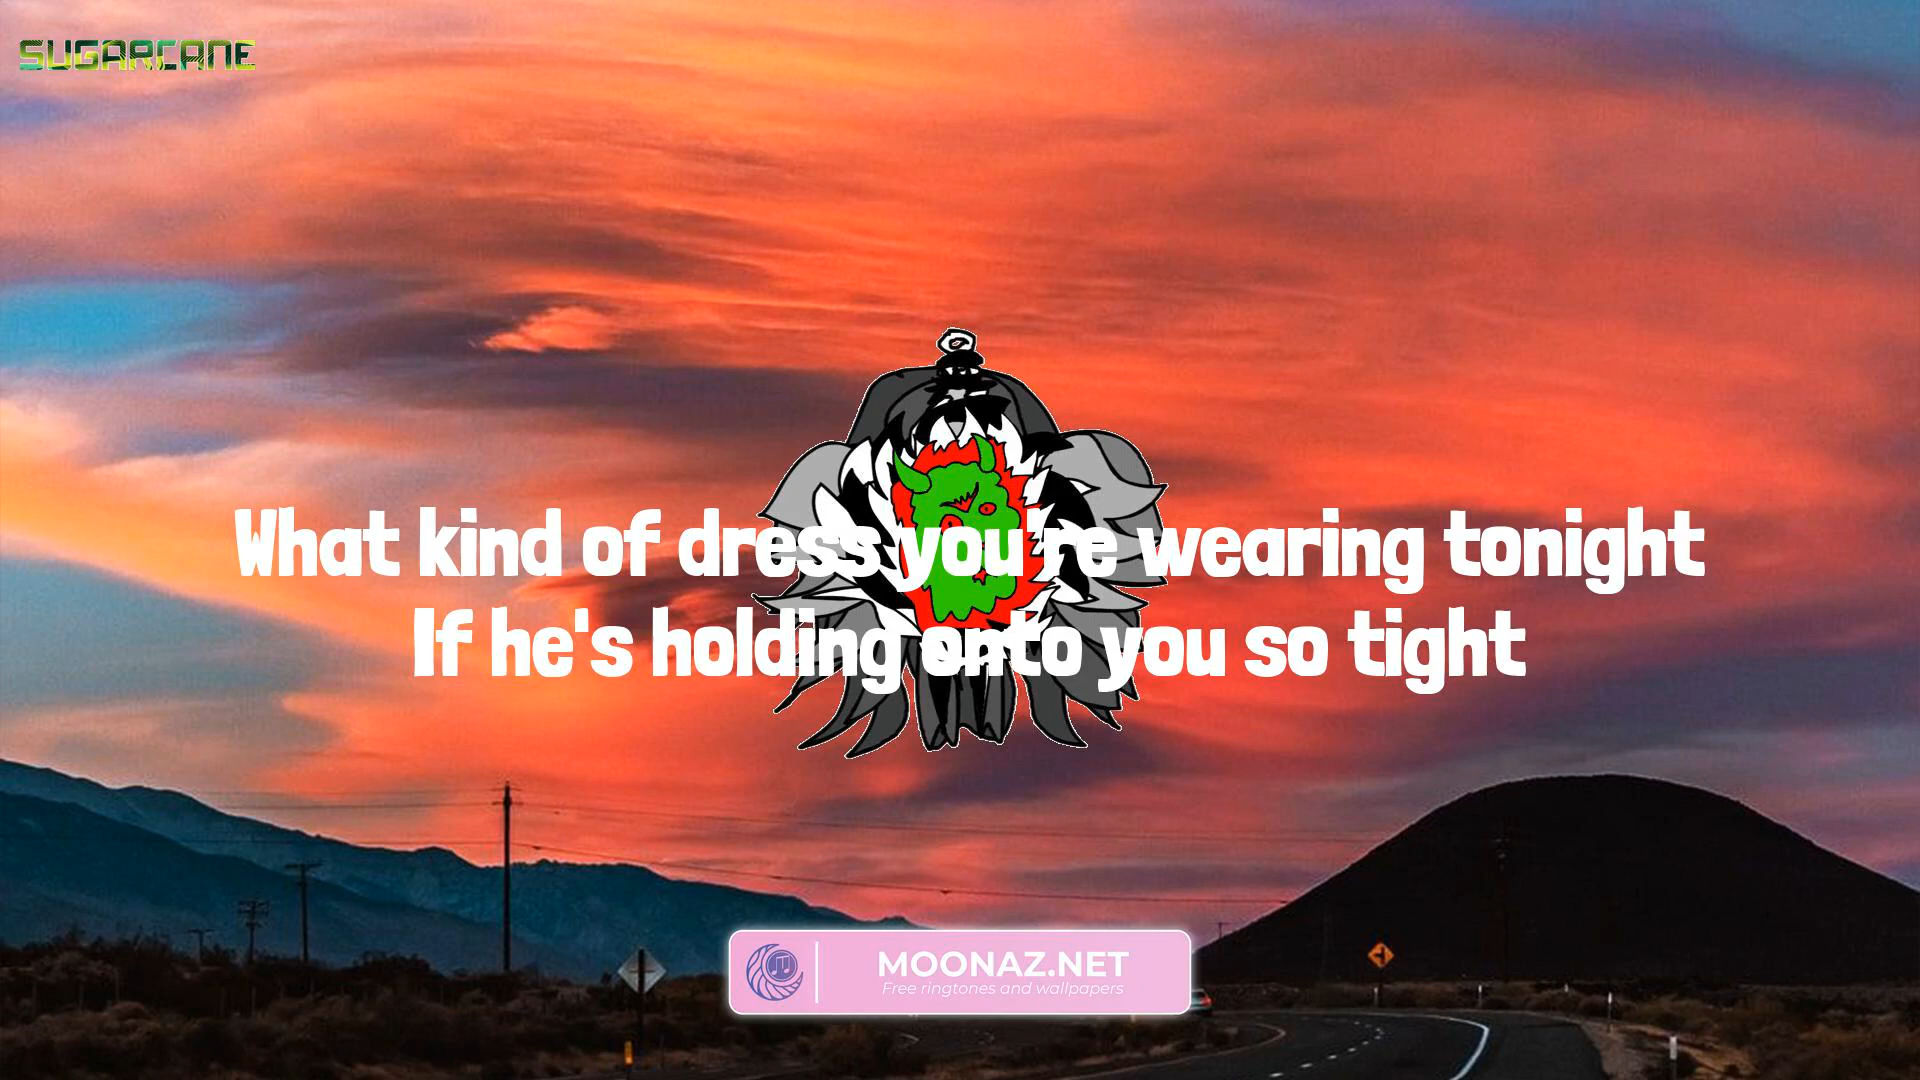 SUGARCANE
What kind of dress you're wearing tonight
If he's holding onto you so tight
MOONAZ.NET
Free ringtones and wallpapers